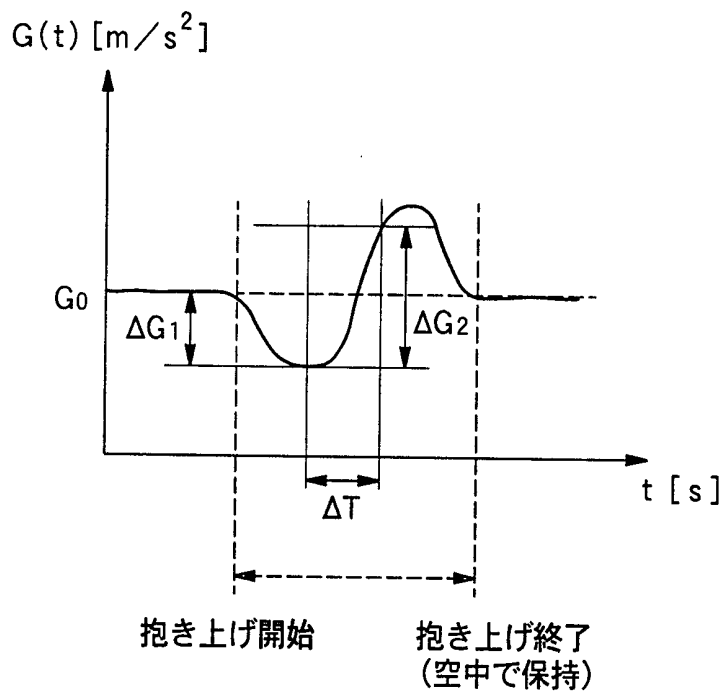 G(t) [m/s²]
G0
ΔG1
ΔG2
t [s]
ΔT
抱き上げ開始
抱き上げ終了
(空中で保持)